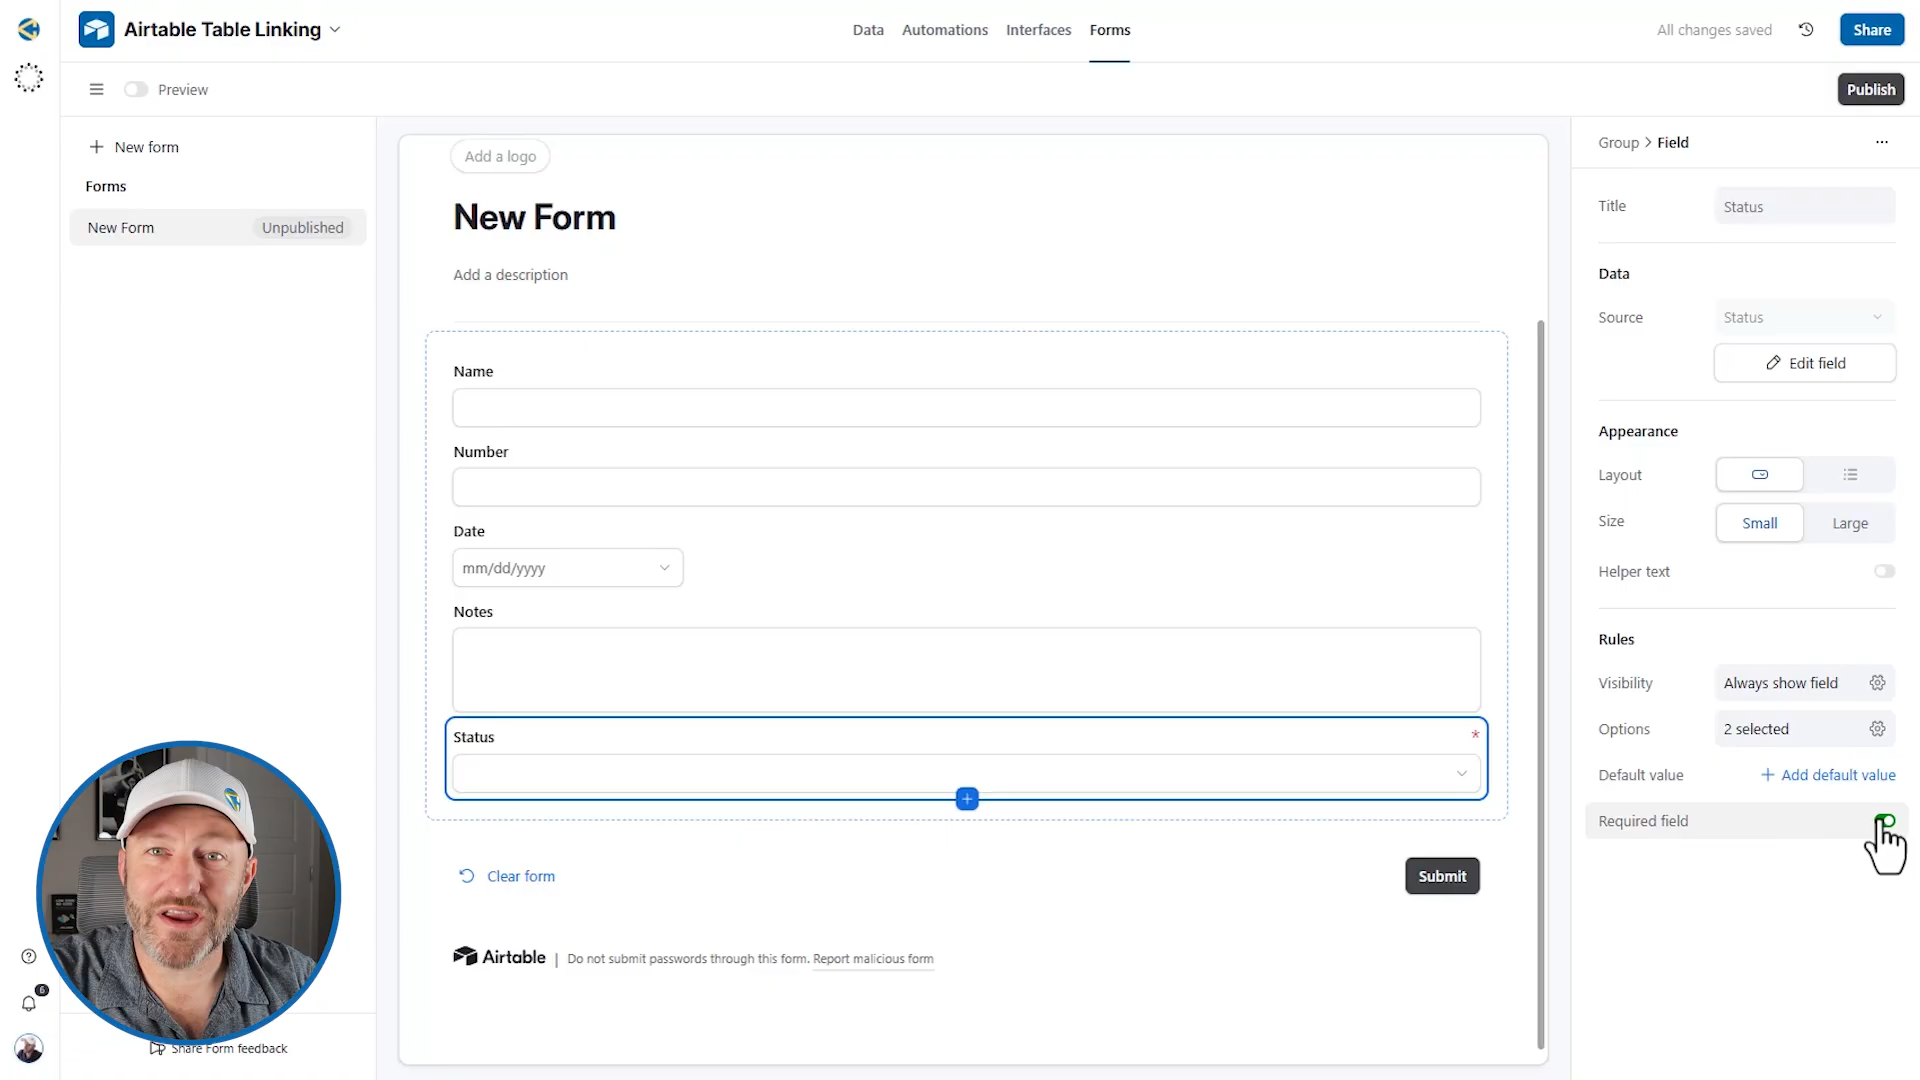 Airtable Table Linking
Data
Automations
Interfaces
Forms
All changes saved
Share
Preview
Publish
New form
Forms
New Form
Unpublished
Add a logo
New Form
Add a description
Name
Number
Date
mm/dd/yyyy
Notes
Status
*
Clear form
Submit
Airtable | Do not submit passwords through this form. Report malicious form
Group > Field
Title
Status
Data
Source
Status
Edit field
Appearance
Layout
Size
Small
Large
Helper text
Rules
Visibility
Always show field
Options
2 selected
Default value
+ Add default value
Required field
6
Share Form feedback